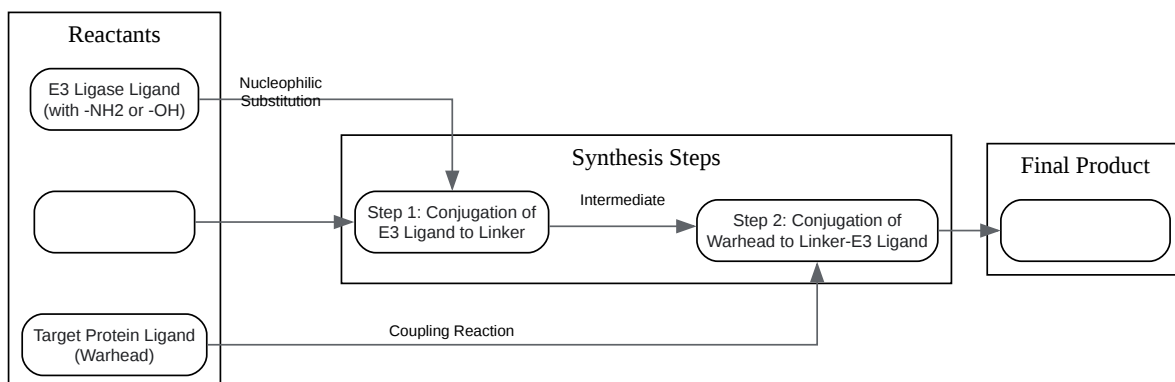 Reactants
E3 Ligase Ligand
(with -NH2 or -OH)
Nucleophilic
Substitution
Synthesis Steps
Final Product
Step 1: Conjugation of
E3 Ligand to Linker
Intermediate
Step 2: Conjugation of
Warhead to Linker-E3 Ligand
Target Protein Ligand
(Warhead)
Coupling Reaction